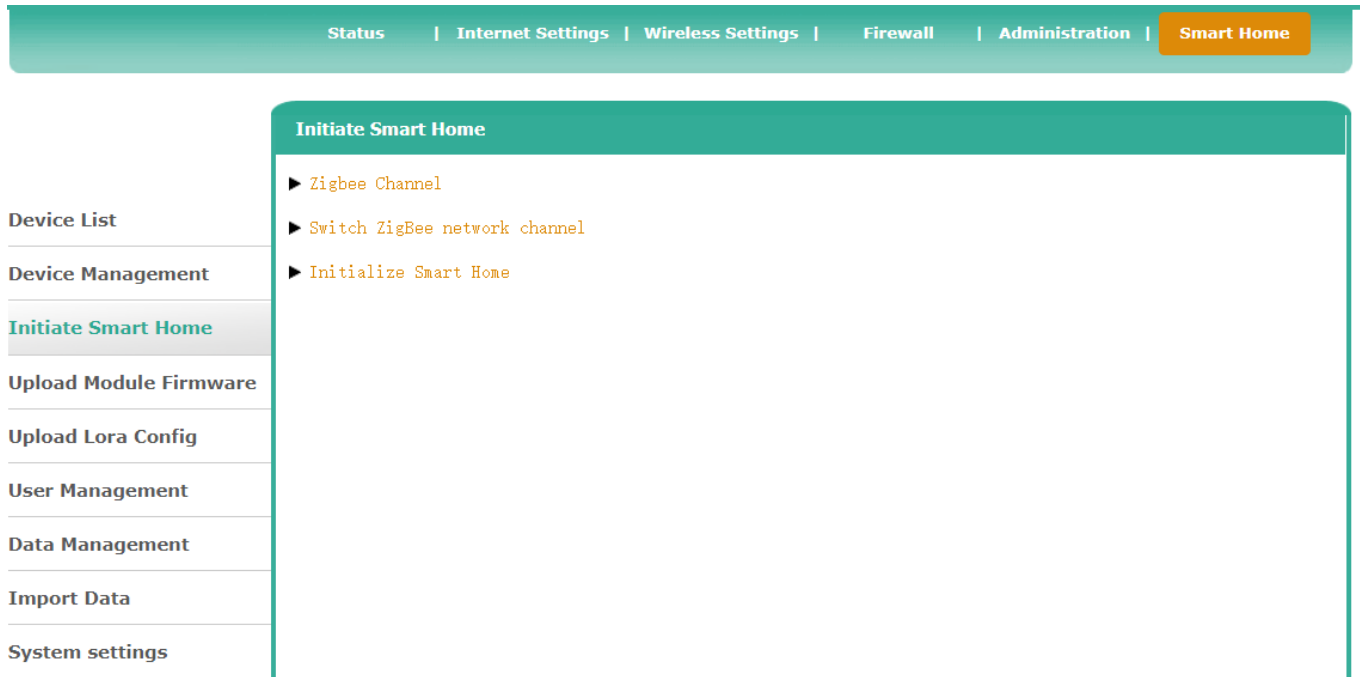 Status | Internet Settings | Wireless Settings | Firewall | Administration | Smart Home
Initiate Smart Home
Zigbee Channel
Switch ZigBee network channel
Initialize Smart Home
Device List
Device Management
Initiate Smart Home
Upload Module Firmware
Upload Lora Config
User Management
Data Management
Import Data
System settings